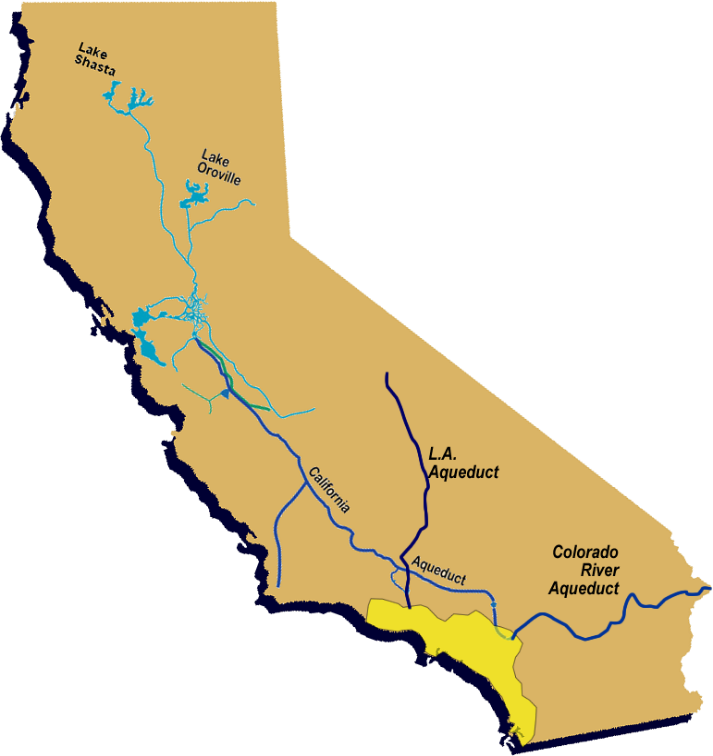 Lake
Shasta
Lake
Oroville
L.A.
Aqueduct
California
Aqueduct
Colorado
River
Aqueduct